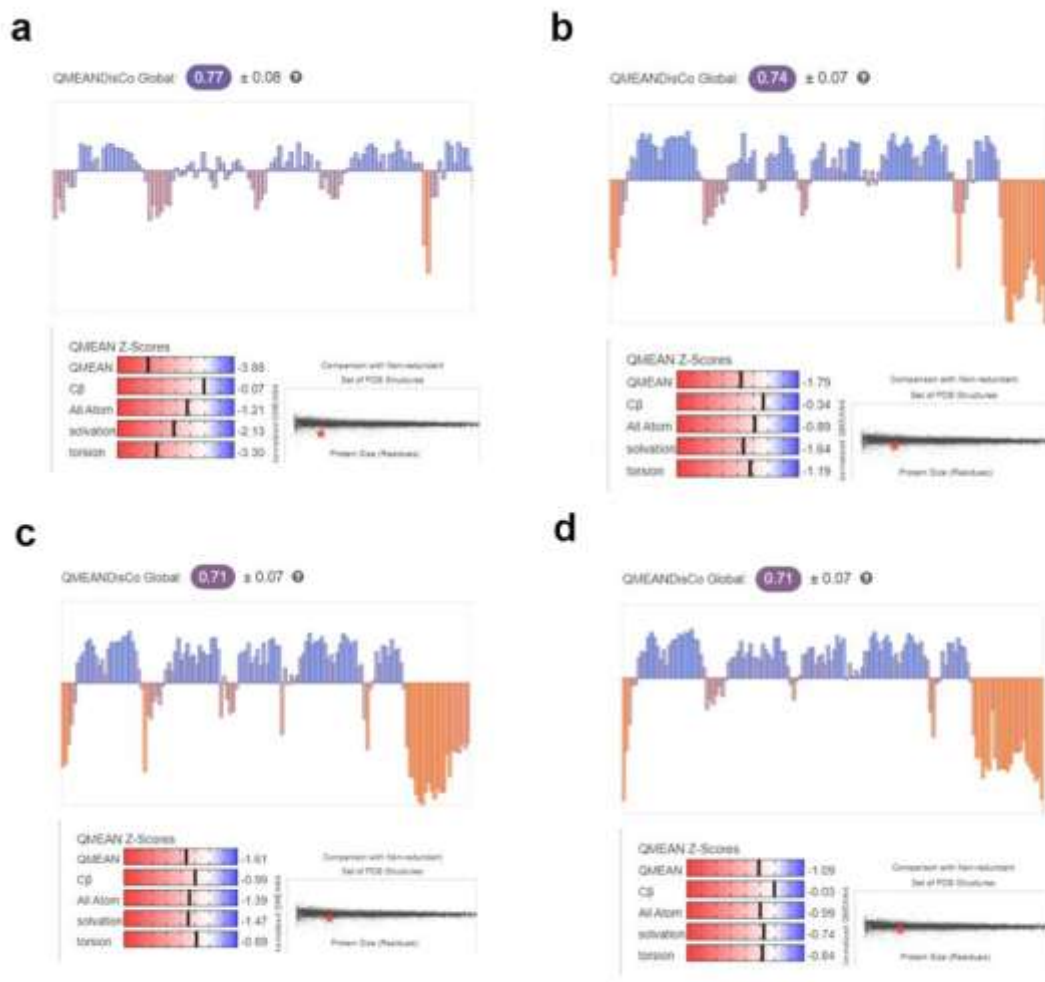 a
QMEANDisCo Global: 0.77 ± 0.08 ?
QMEAN Z-Scores
QMEAN -3.88
Cβ -0.07
All Atom -1.21
solvation -2.13
torsion -3.30
Comparison with Non-redundant
Set of PDB Structures
Protein Size (Residues)
b
QMEANDisCo Global: 0.74 ± 0.07 ?
QMEAN Z-Scores
QMEAN -1.79
Cβ -0.34
All Atom -0.89
solvation -1.64
torsion -1.19
Comparison with Non-redundant
Set of PDB Structures
Protein Size (Residues)
c
QMEANDisCo Global: 0.71 ± 0.07 ?
QMEAN Z-Scores
QMEAN -1.61
Cβ -0.99
All Atom -1.39
solvation -1.47
torsion -0.88
Comparison with Non-redundant
Set of PDB Structures
Protein Size (Residues)
d
QMEANDisCo Global: 0.71 ± 0.07 ?
QMEAN Z-Scores
QMEAN -1.09
Cβ -0.03
All Atom -0.99
solvation -0.74
torsion -0.84
Comparison with Non-redundant
Set of PDB Structures
Protein Size (Residues)